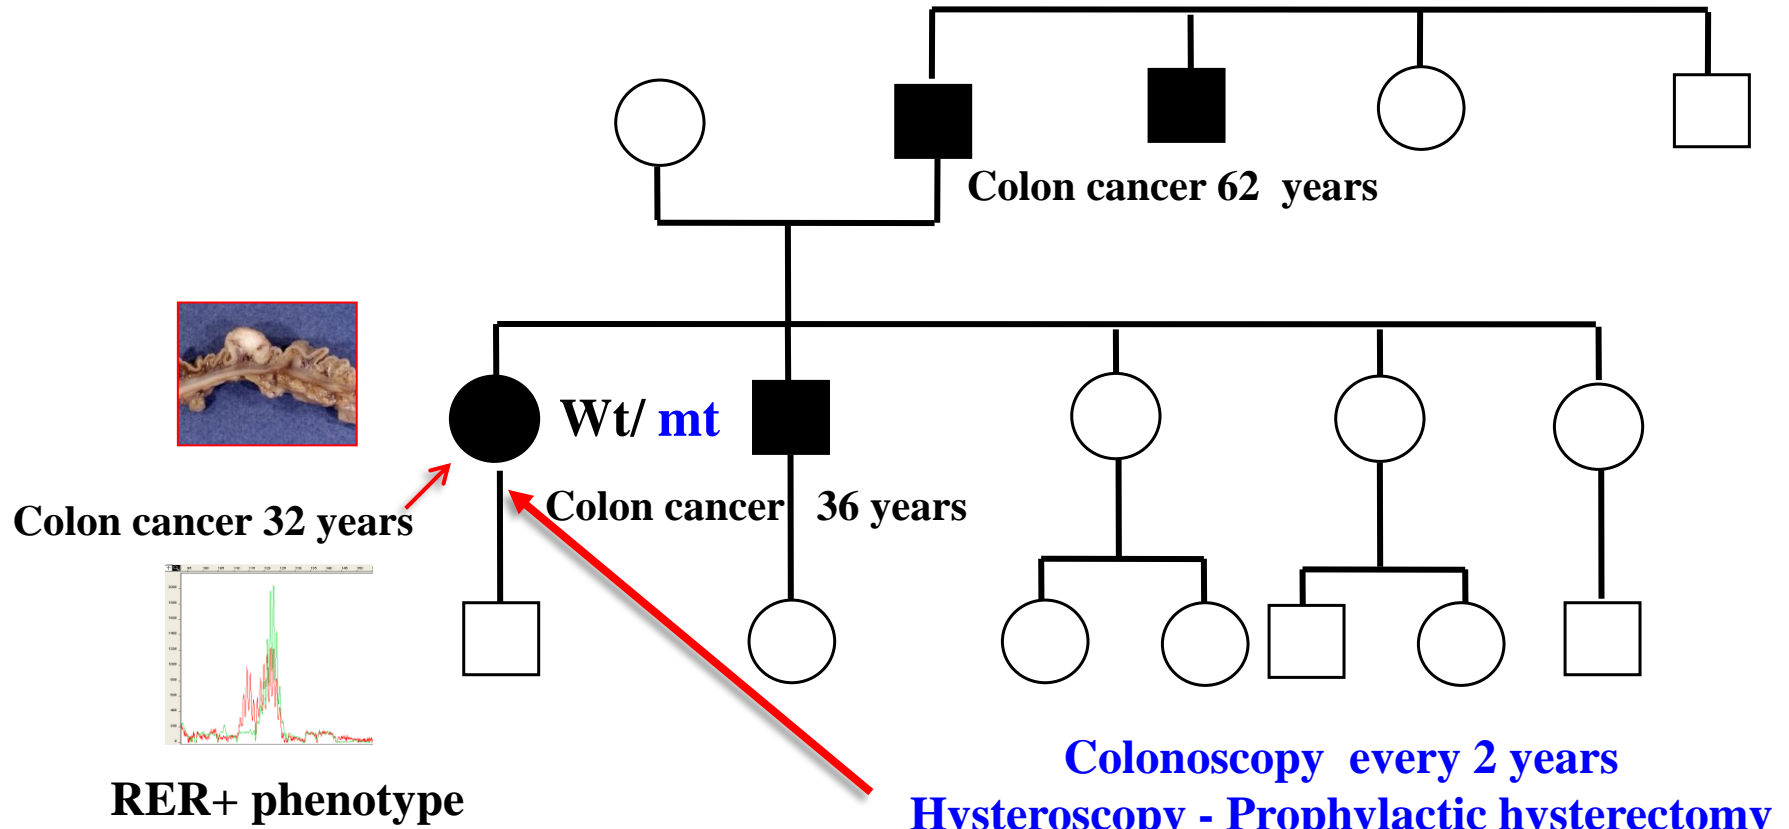 Colon cancer 62 years
Wt/ mt
Colon cancer 36 years
Colon cancer 32 years
RER+ phenotype
Colonoscopy every 2 years
Hysteroscopy - Prophylactic hysterectomy